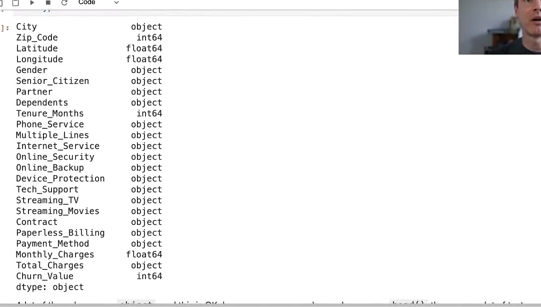 Code
]:
City object
Zip_Code int64
Latitude float64
Longitude float64
Gender object
Senior_Citizen object
Partner object
Dependents object
Tenure_Months int64
Phone_Service object
Multiple_Lines object
Internet_Service object
Online_Security object
Online_Backup object
Device_Protection object
Tech_Support object
Streaming_TV object
Streaming_Movies object
Contract object
Paperless_Billing object
Payment_Method object
Monthly_Charges float64
Total_Charges object
Churn_Value int64
dtype: object